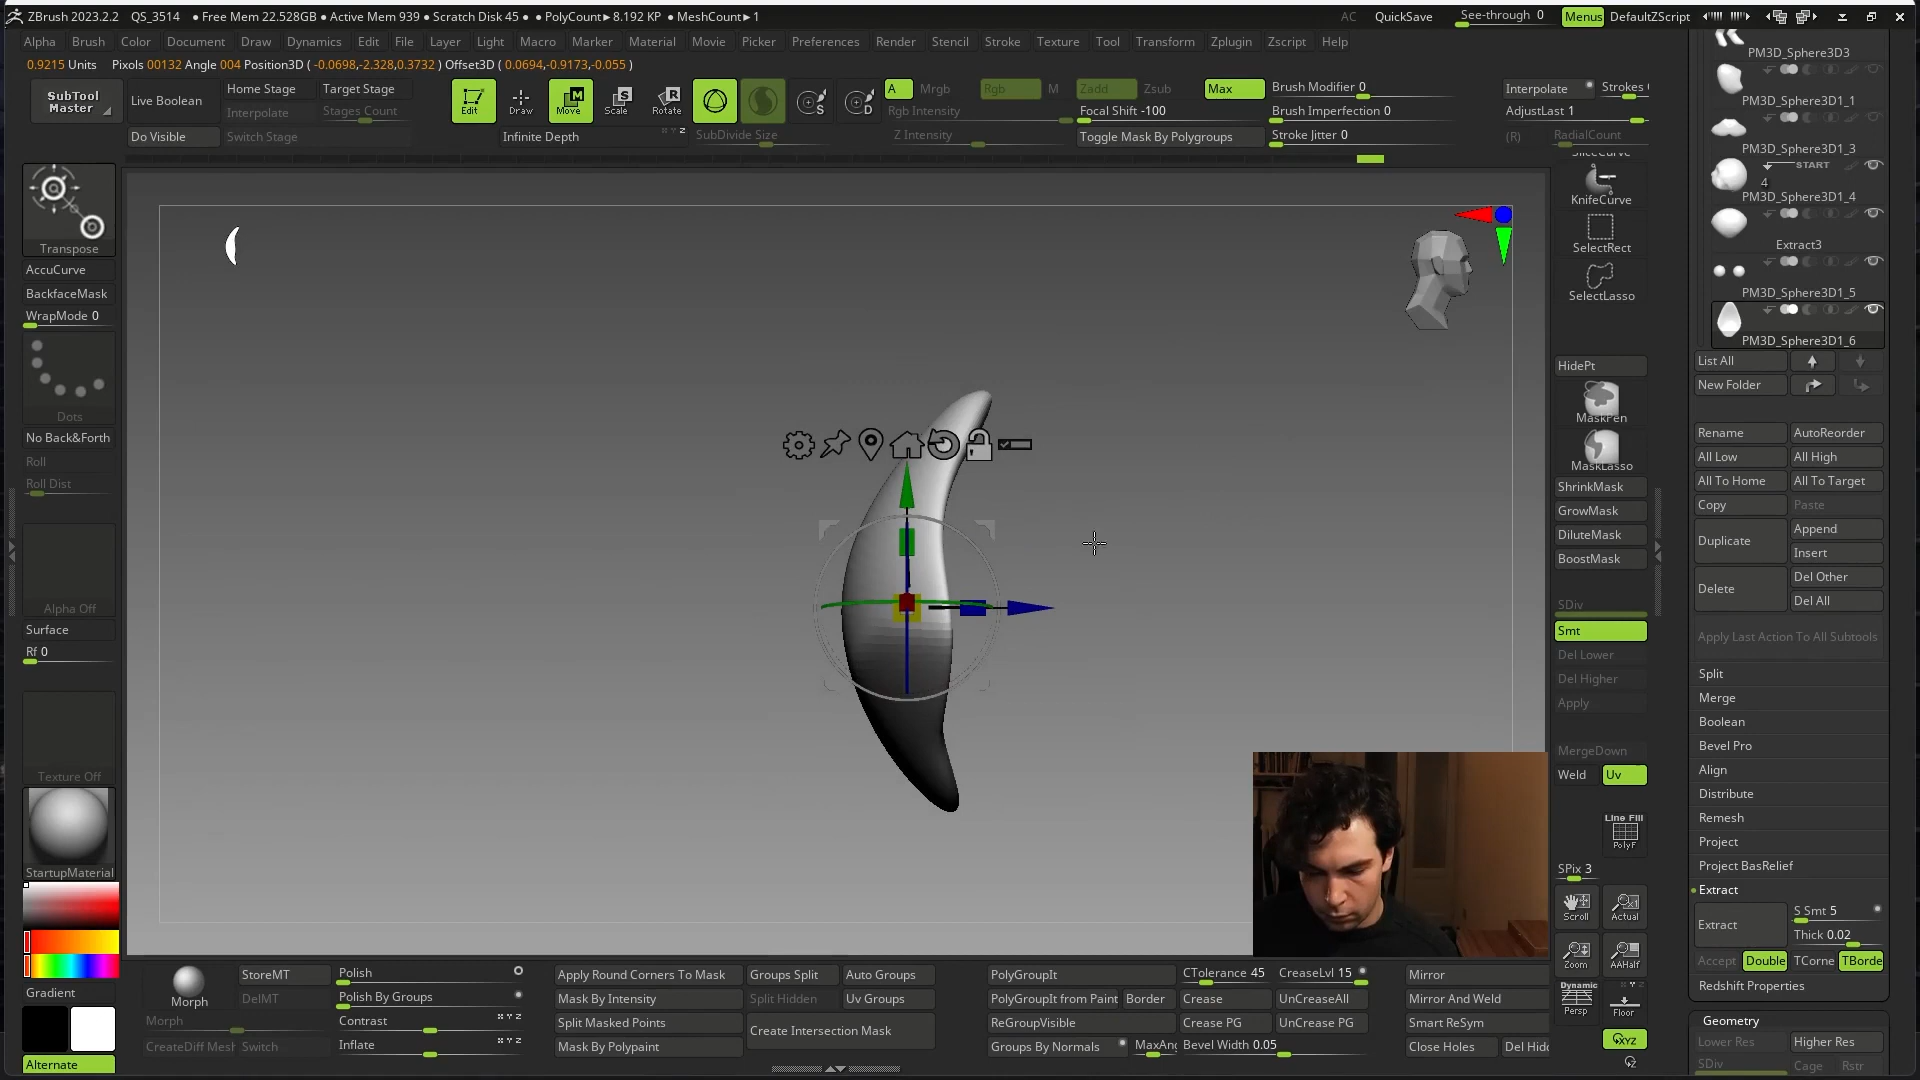 ZBrush 2023.2.2 QS_3514 ● Free Mem 22.528GB ● Active Mem 939 ● Scratch Disk 45 ● PolyCount▸8.192 KP ● MeshCount▸1
AC QuickSave See-through 0 Menus DefaultZScript
Alpha Brush Color Document Draw Dynamics Edit File Layer Light Macro Marker Material Movie Picker Preferences Render Stencil Stroke Texture Tool Transform Zplugin Zscript Help
0.9215 Units Pixols 00132 Angle 004 Position3D ( -0.0698,-2.328,0.3732 ) Offset3D ( 0.0694,-0.9173,-0.055 )
SubTool
Master
Live Boolean
Do Visible
Home Stage
Interpolate
Switch Stage
Target Stage
Stages Count
Edit Draw Move Scale Rotate
Infinite Depth
SubDivide Size
A Mrgb Rgb M
Rgb Intensity
Z Intensity
Zadd Zsub Max
Focal Shift -100
Toggle Mask By Polygroups
Brush Modifier 0
Brush Imperfection 0
Stroke Jitter 0
Interpolate Strokes
AdjustLast 1
(R) RadialCount
Transpose
AccuCurve
BackfaceMask
WrapMode 0
Dots
No Back&Forth
Roll
Roll Dist
Alpha Off
Surface
Rf 0
Texture Off
StartupMaterial
Gradient
Alternate
SliceCurve
KnifeCurve
SelectRect
SelectLasso
HidePt
MaskPen
MaskLasso
ShrinkMask
GrowMask
DiluteMask
BoostMask
SDiv
Smt
Del Lower
Del Higher
Apply
MergeDown
Weld Uv
Line Fill
PolyF
SPix 3
Scroll Actual
Zoom AAHalf
Dynamic
Persp Floor
XYZ
PM3D_Sphere3D3
PM3D_Sphere3D1_1
PM3D_Sphere3D1_3
START
4
PM3D_Sphere3D1_4
Extract3
PM3D_Sphere3D1_5
PM3D_Sphere3D1_6
List All
New Folder
Rename AutoReorder
All Low All High
All To Home All To Target
Copy Paste
Duplicate Append
Insert
Delete Del Other
Del All
Apply Last Action To All Subtools
Split
Merge
Boolean
Bevel Pro
Align
Distribute
Remesh
Project
Project BasRelief
Extract
Extract S Smt 5
Thick 0.02
Accept Double TCorne TBorde
Redshift Properties
Geometry
Lower Res Higher Res
SDiv Cage Rstr
Morph
StoreMT
DelMT
Morph
CreateDiff Mesh Switch
Polish
Polish By Groups
Contrast
Inflate
Apply Round Corners To Mask
Mask By Intensity
Split Masked Points
Mask By Polypaint
Groups Split Auto Groups
Split Hidden Uv Groups
Create Intersection Mask
PolyGroupIt
PolyGroupIt from Paint Border
ReGroupVisible
Groups By Normals MaxAng
CTolerance 45 CreaseLvl 15
Crease UnCreaseAll
Crease PG UnCrease PG
Bevel Width 0.05
Mirror
Mirror And Weld
Smart ReSym
Close Holes Del Hidd